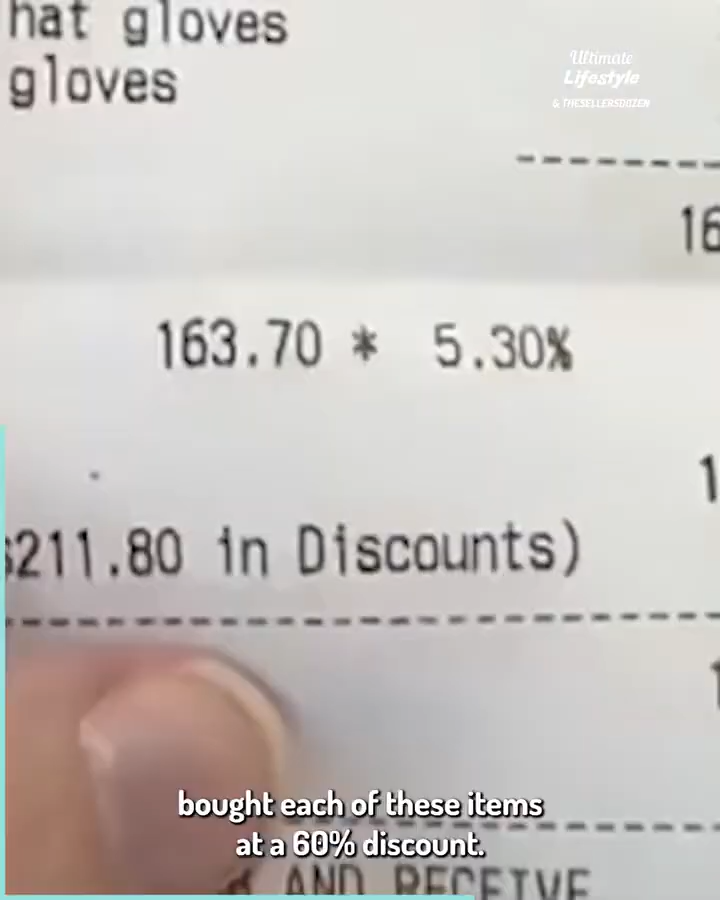 hat gloves
gloves
Ultimate
Lifestyle
& THESELLERSDOZEN
16
163.70 * 5.30%
1
$211.80 in Discounts)
1
bought each of these items
at a 60% discount.
AND RECEIVE